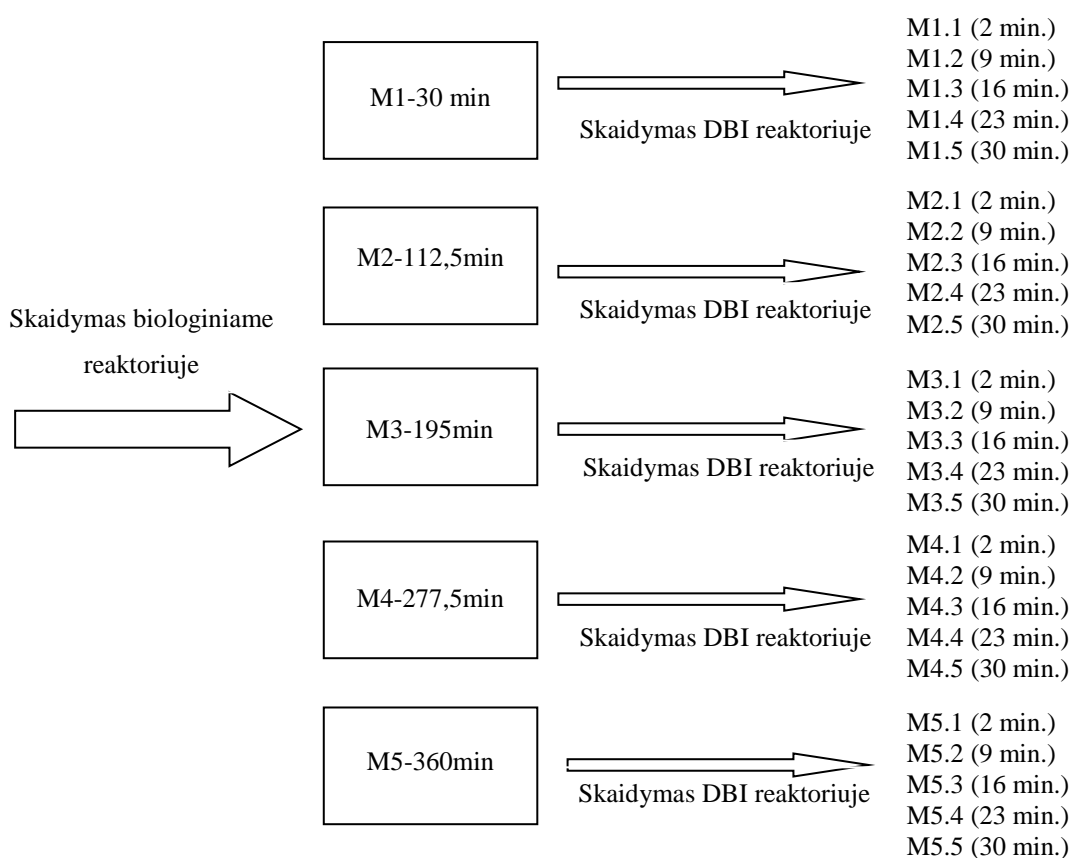 Skaidymas biologiniame
reaktoriuje
M1-30 min
Skaidymas DBI reaktoriuje
M1.1 (2 min.)
M1.2 (9 min.)
M1.3 (16 min.)
M1.4 (23 min.)
M1.5 (30 min.)
M2-112,5min
Skaidymas DBI reaktoriuje
M2.1 (2 min.)
M2.2 (9 min.)
M2.3 (16 min.)
M2.4 (23 min.)
M2.5 (30 min.)
M3-195min
Skaidymas DBI reaktoriuje
M3.1 (2 min.)
M3.2 (9 min.)
M3.3 (16 min.)
M3.4 (23 min.)
M3.5 (30 min.)
M4-277,5min
Skaidymas DBI reaktoriuje
M4.1 (2 min.)
M4.2 (9 min.)
M4.3 (16 min.)
M4.4 (23 min.)
M4.5 (30 min.)
M5-360min
Skaidymas DBI reaktoriuje
M5.1 (2 min.)
M5.2 (9 min.)
M5.3 (16 min.)
M5.4 (23 min.)
M5.5 (30 min.)